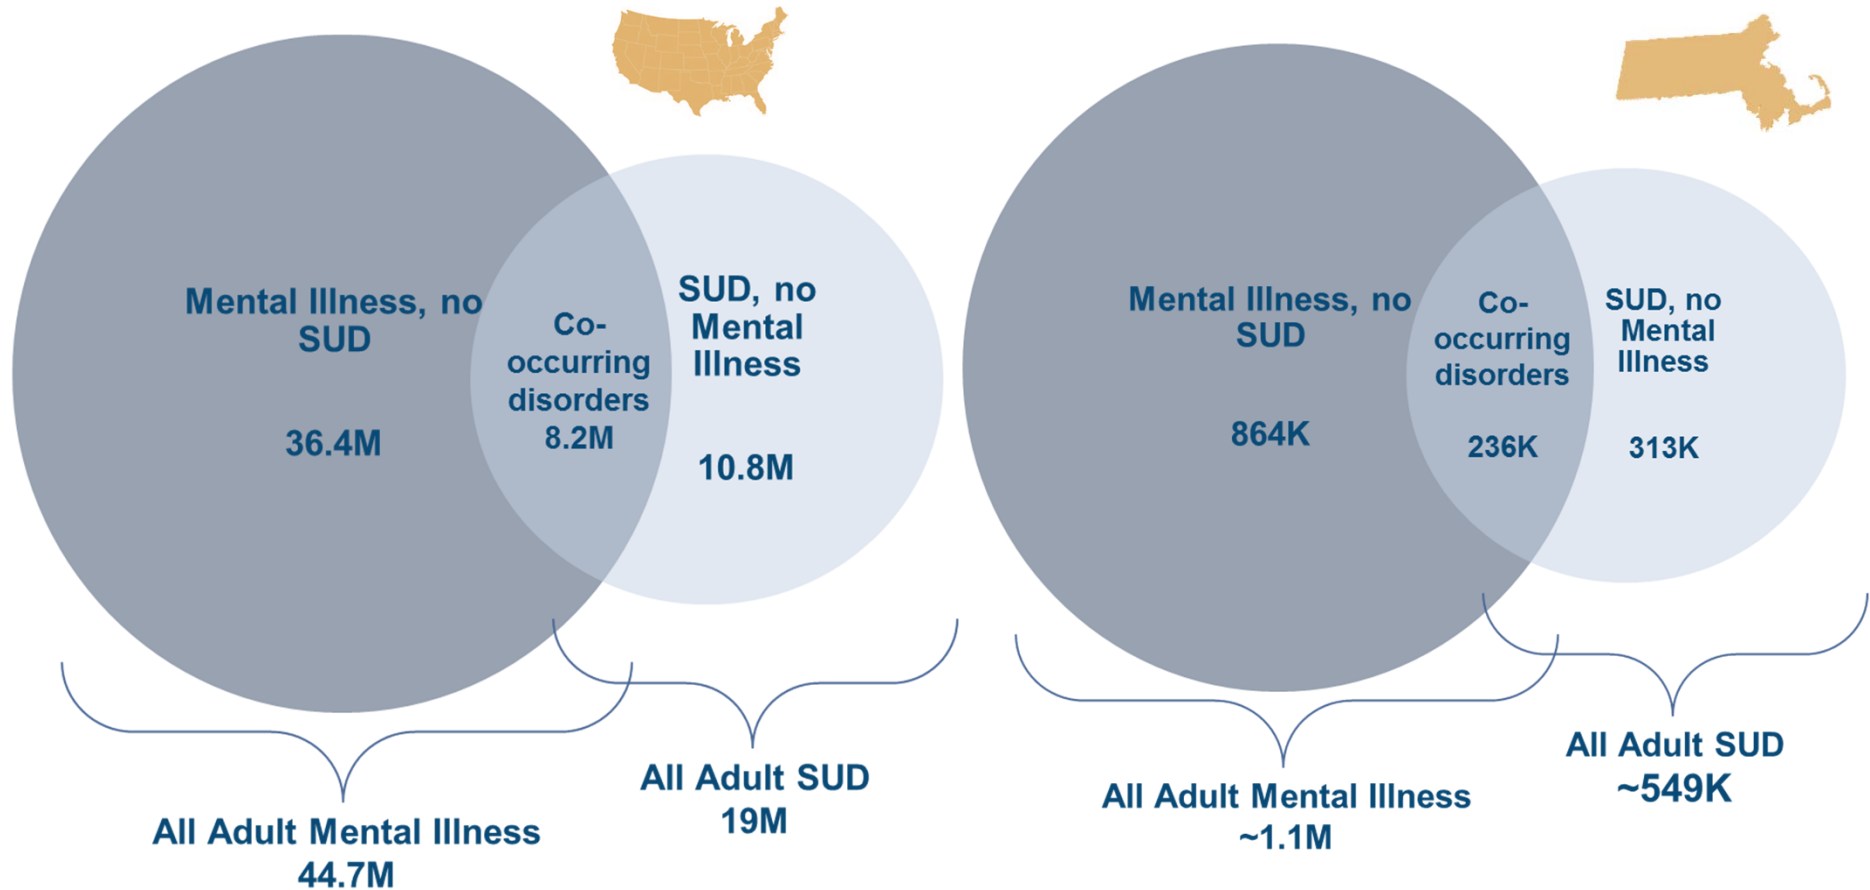 Mental Illness, no
SUD
36.4M
Co-
occurring
disorders
8.2M
SUD, no
Mental
Illness
10.8M
All Adult Mental Illness
44.7M
All Adult SUD
19M
Mental Illness, no
SUD
864K
Co-
occurring
disorders
236K
SUD, no
Mental
Illness
313K
All Adult Mental Illness
~1.1M
All Adult SUD
~549K